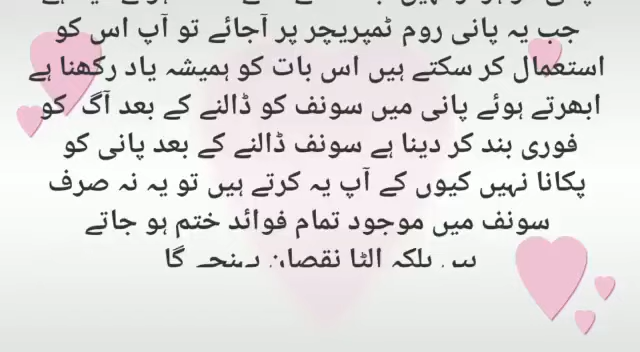 جب یہ پانی روم ٹمپریچر پر آجائے تو آپ اس کو
استعمال کر سکتے ہیں اس بات کو ہمیشہ یاد رکھنا ہے
ابھرتے ہوئے پانی میں سونف کو ڈالنے کے بعد آگ کو
فوری بند کر دینا ہے سونف ڈالنے کے بعد پانی کو
پکانا نہیں کیوں کے آپ یہ کرتے ہیں تو یہ نہ صرف
سونف میں موجود تمام فوائد ختم ہو جاتے
ہیں بلکہ الٹا نقصان پہنچے گا